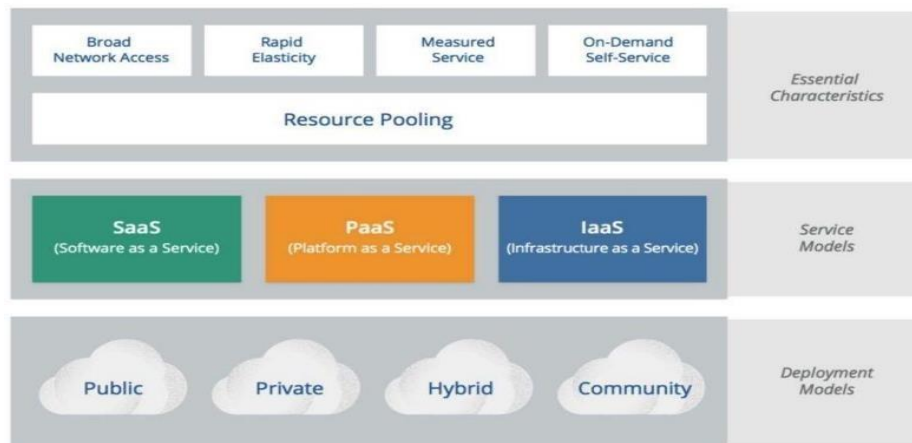 Broad
Network Access
Rapid
Elasticity
Measured
Service
On-Demand
Self-Service
Resource Pooling
Essential
Characteristics
SaaS
(Software as a Service)
PaaS
(Platform as a Service)
IaaS
(Infrastructure as a Service)
Service
Models
Public
Private
Hybrid
Community
Deployment
Models